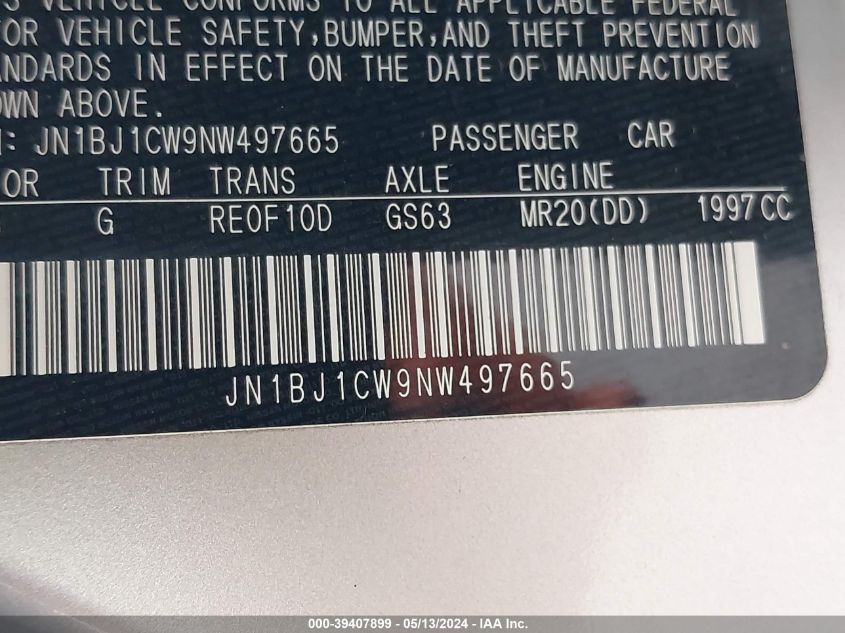 VEHICLE CONFORMS TO ALL APPLICABLE FEDERAL
OR VEHICLE SAFETY,BUMPER,AND THEFT PREVENTION
ANDARDS IN EFFECT ON THE DATE OF MANUFACTURE
OWN ABOVE.
: JN1BJ1CW9NW497665 PASSENGER CAR
OR TRIM TRANS AXLE ENGINE
G RE0F10D GS63 MR20(DD) 1997CC
JN1BJ1CW9NW497665
000-39407899 - 05/13/2024 - IAA Inc.